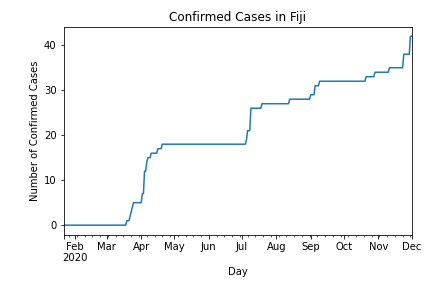 Confirmed Cases in Fiji
Number of Confirmed Cases
40
30
20
10
0
Feb Mar Apr May Jun Jul Aug Sep Oct Nov Dec
2020
Day